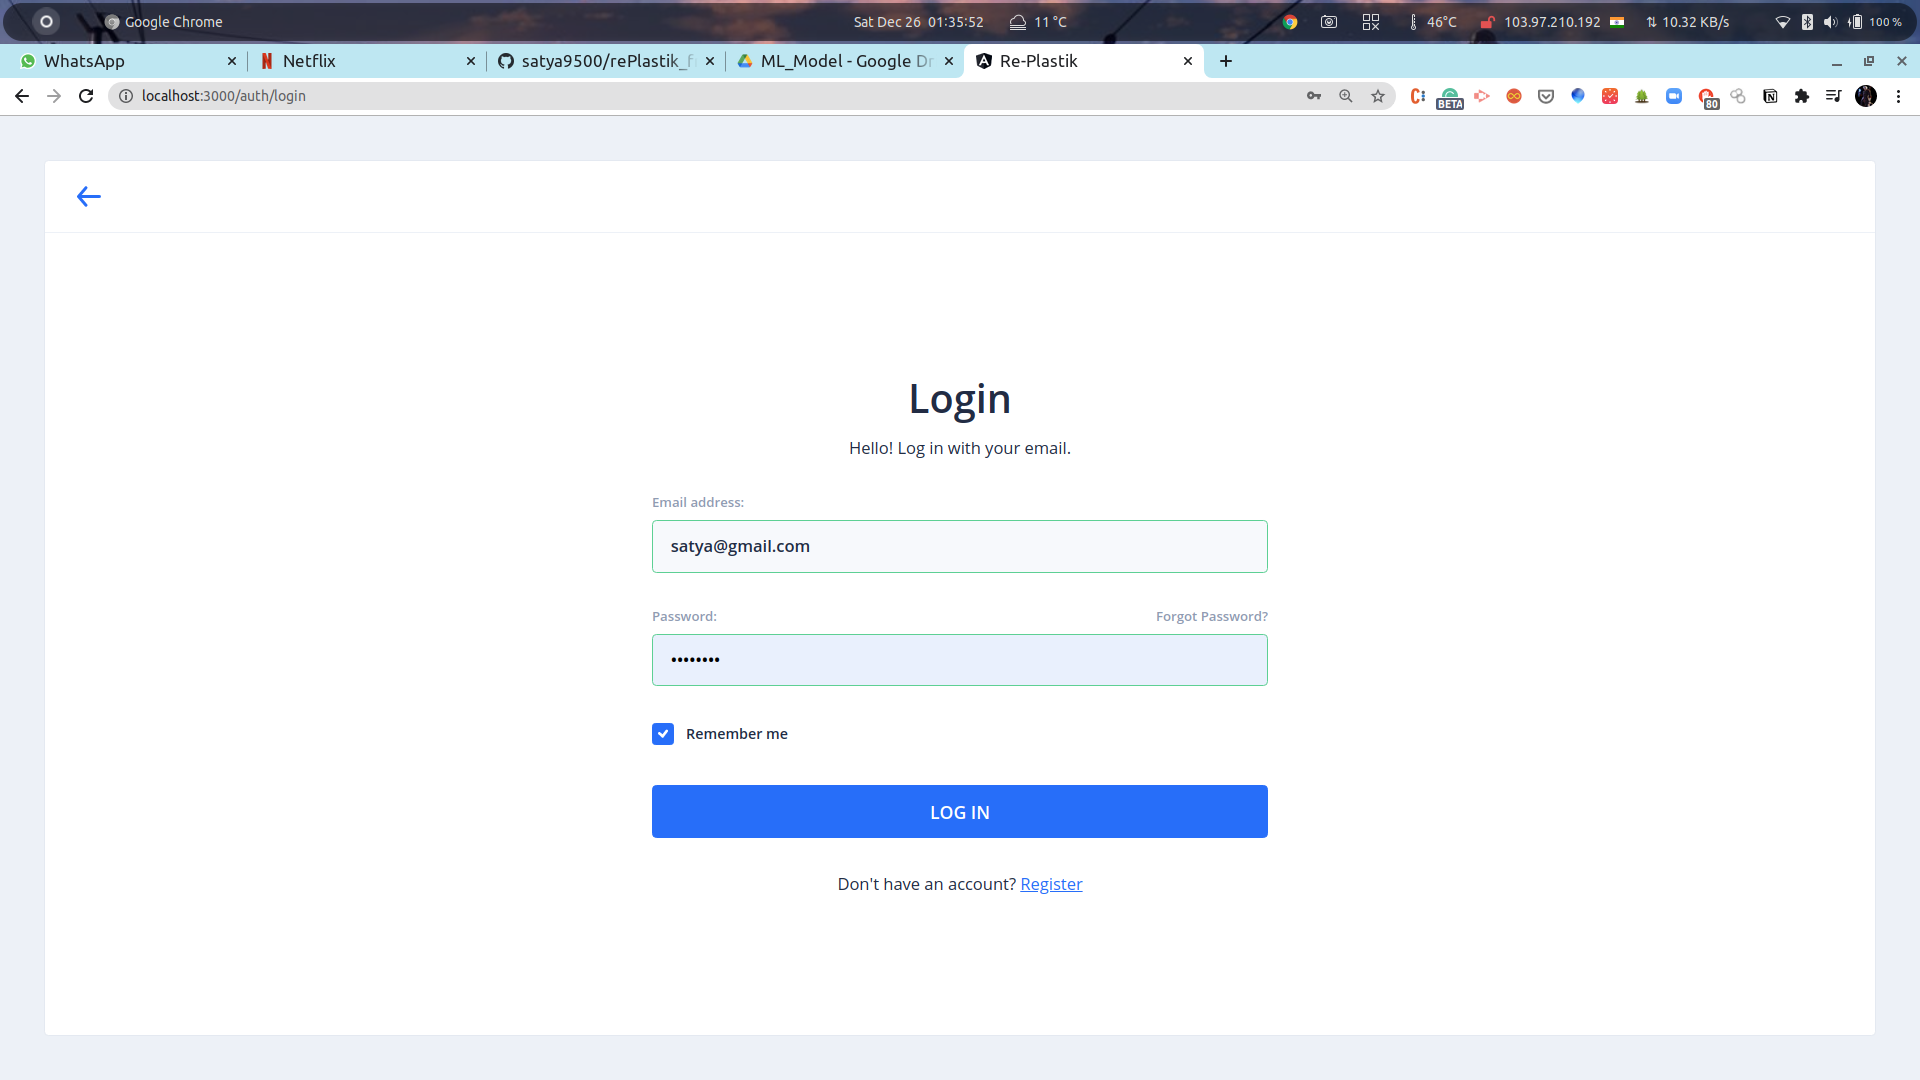 Google Chrome
Sat Dec 26 01:35:52
11 °C
46°C
103.97.210.192
10.32 KB/s
100 %
WhatsApp
Netflix
satya9500/rePlastik_f
ML_Model - Google Dr
Re-Plastik
localhost:3000/auth/login
BETA
80
Login
Hello! Log in with your email.
Email address:
satya@gmail.com
Password:
Forgot Password?
••••••••
Remember me
LOG IN
Don't have an account? Register